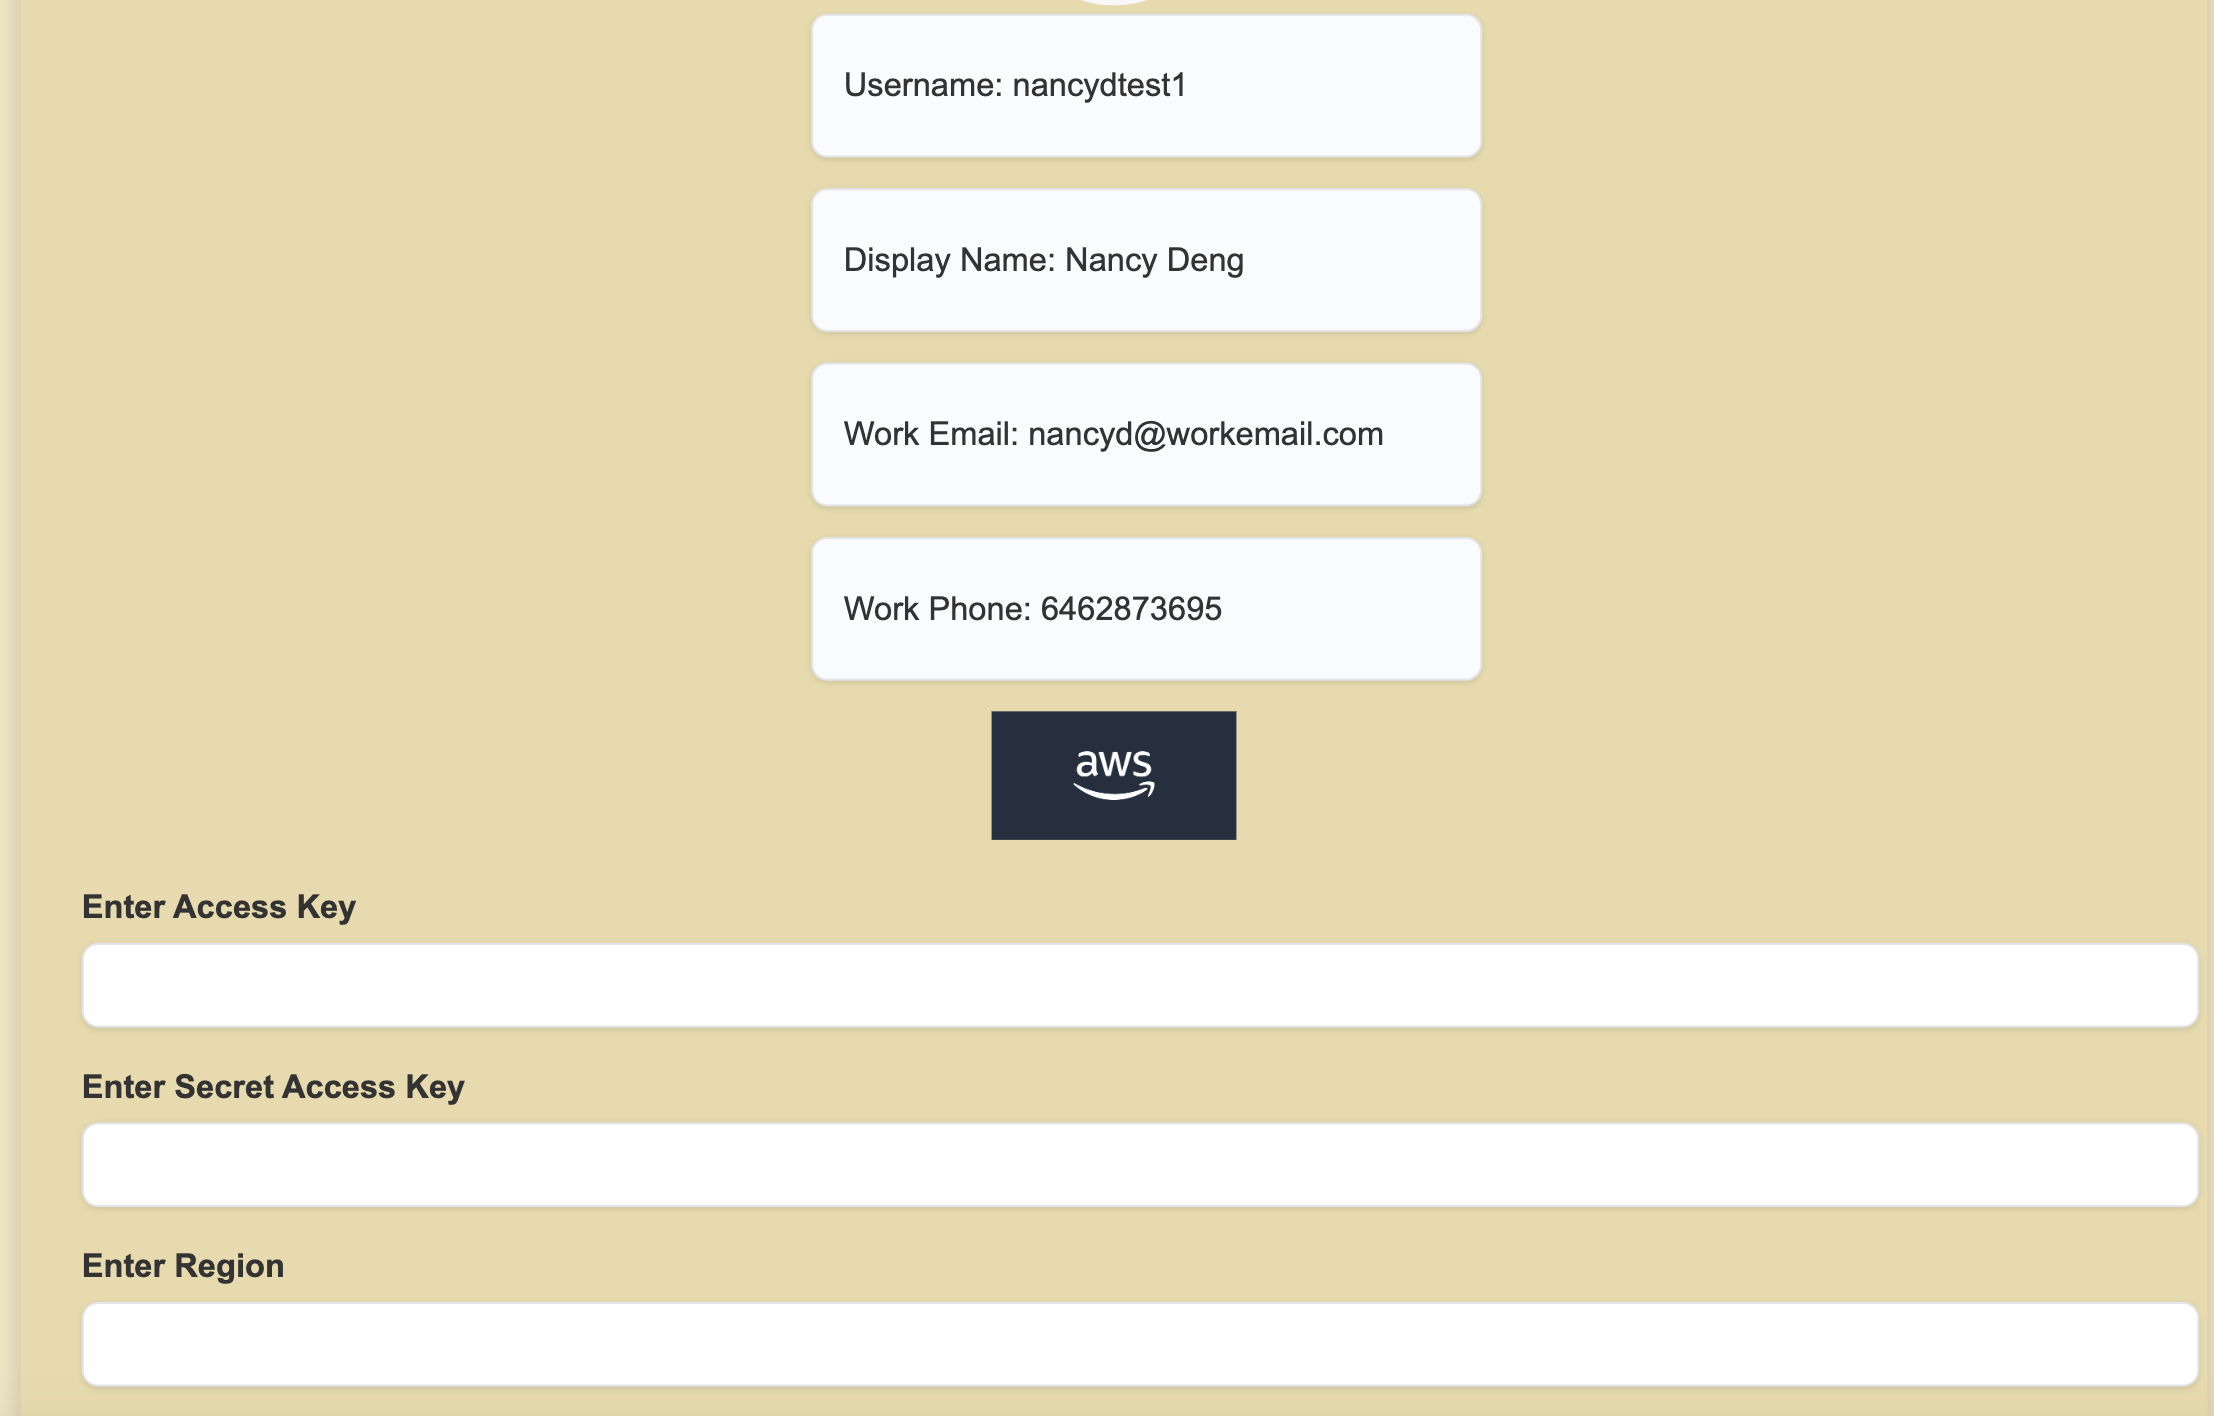 Username: nancydtest1
Display Name: Nancy Deng
Work Email: nancyd@workemail.com
Work Phone: 6462873695
aws
Enter Access Key
Enter Secret Access Key
Enter Region